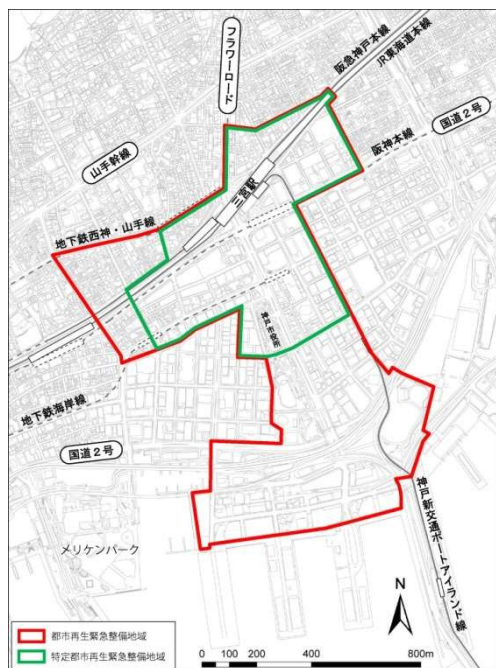 フラワーロード
阪急神戸本線
JR東海道本線
国道2号
阪神本線
山手幹線
三宮駅
地下鉄西神・山手線
神戸市役所
地下鉄海岸線
国道2号
神戸新交通ポートアイランド線
メリケンパーク
N
都市再生緊急整備地域
特定都市再生緊急整備地域
0 100 200 400 800m